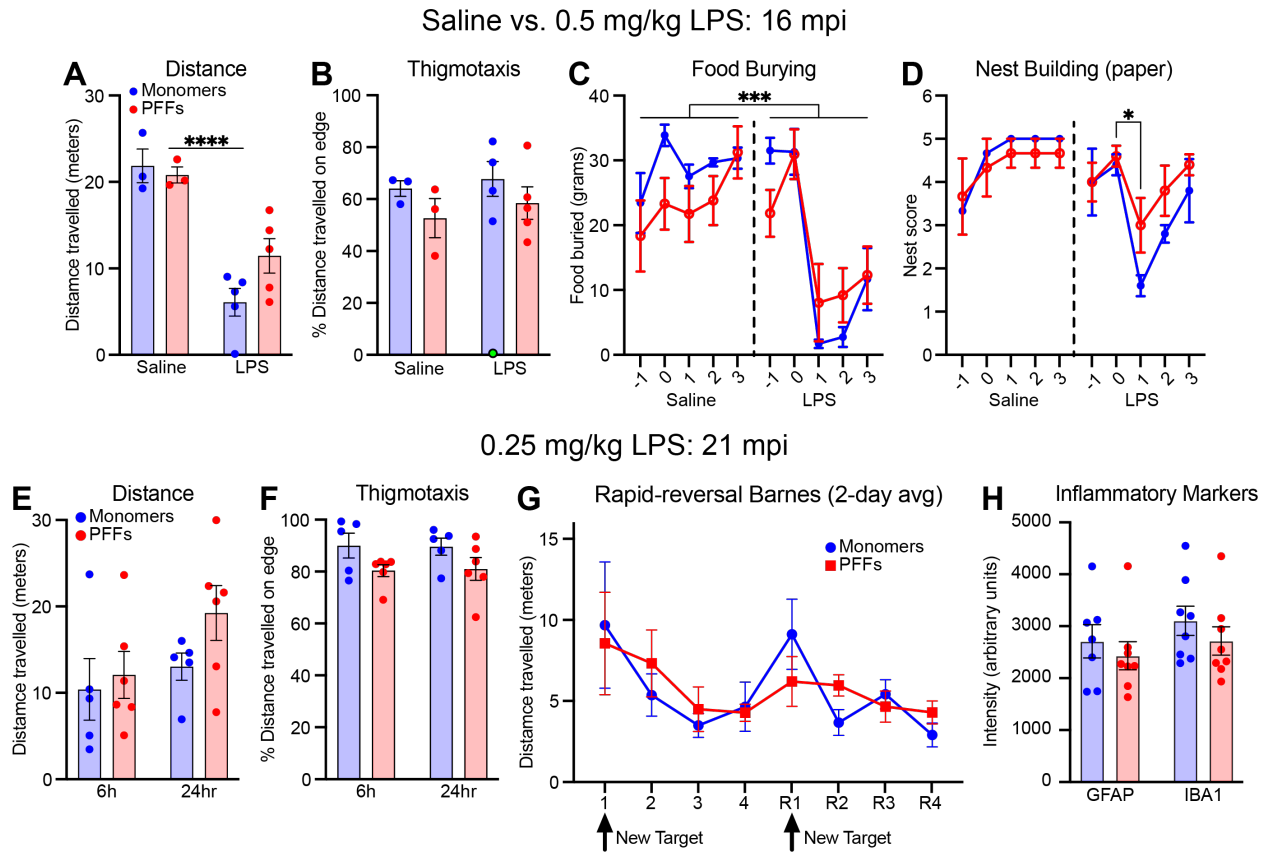 Saline vs. 0.5 mg/kg LPS: 16 mpi
A
Distance
Monomers
PFFs
****
Distamce travelled (meters)
30
20
10
0
Saline
LPS
B
Thigmotaxis
% Distance travelled on edge
100
80
60
40
20
0
Saline
LPS
C
Food Burying
***
Food buried (grams)
40
30
20
10
0
-1 0 1 2 3
-1 0 1 2 3
Saline
LPS
D
Nest Building (paper)
*
Nest score
6
5
4
3
2
1
0
-1 0 1 2 3
-1 0 1 2 3
Saline
LPS
0.25 mg/kg LPS: 21 mpi
E
Distance
Monomers
PFFs
Distamce travelled (meters)
30
20
10
0
6h
24hr
F
Thigmotaxis
% Distance travelled on edge
100
80
60
40
20
0
6h
24hr
G
Rapid-reversal Barnes (2-day avg)
Monomers
PFFs
Distance travelled (meters)
15
10
5
0
1 2 3 4 R1 R2 R3 R4
New Target
New Target
H
Inflammatory Markers
Intensity (arbitrary units)
5000
4000
3000
2000
1000
0
GFAP
IBA1